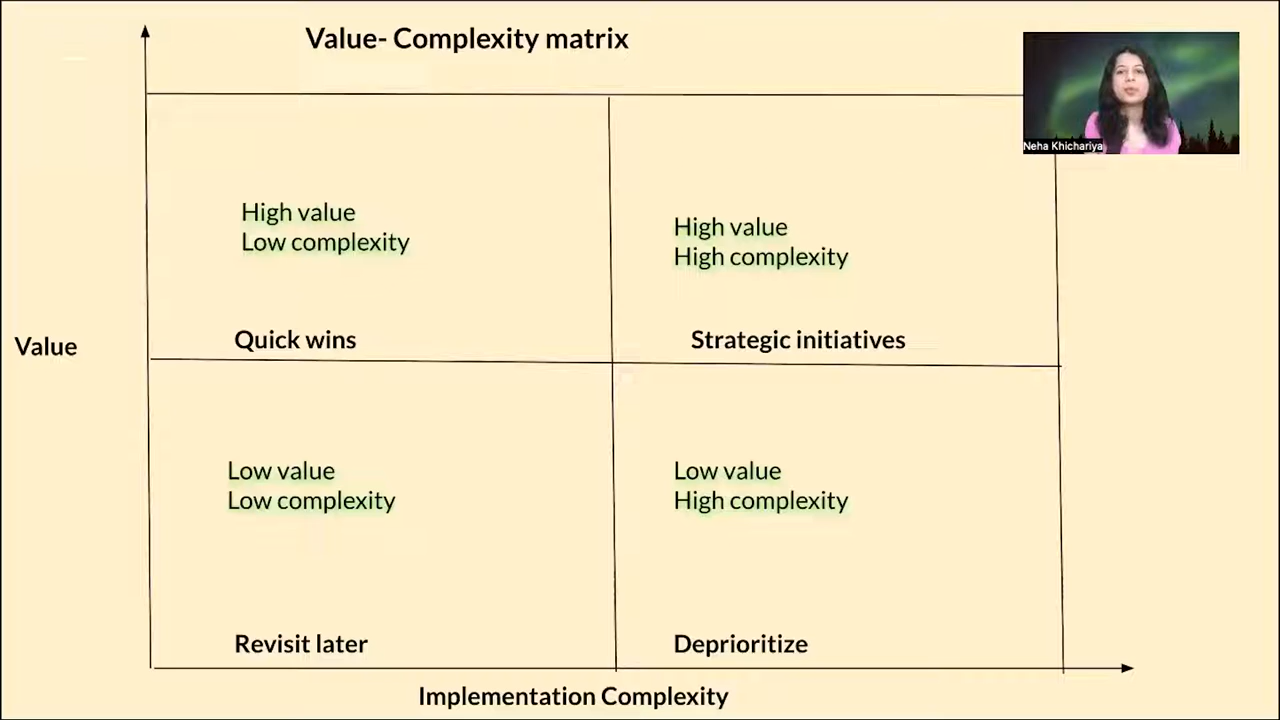 Value- Complexity matrix
Neha Khichariya
High value
Low complexity
High value
High complexity
Quick wins
Strategic initiatives
Value
Low value
Low complexity
Low value
High complexity
Revisit later
Deprioritize
Implementation Complexity